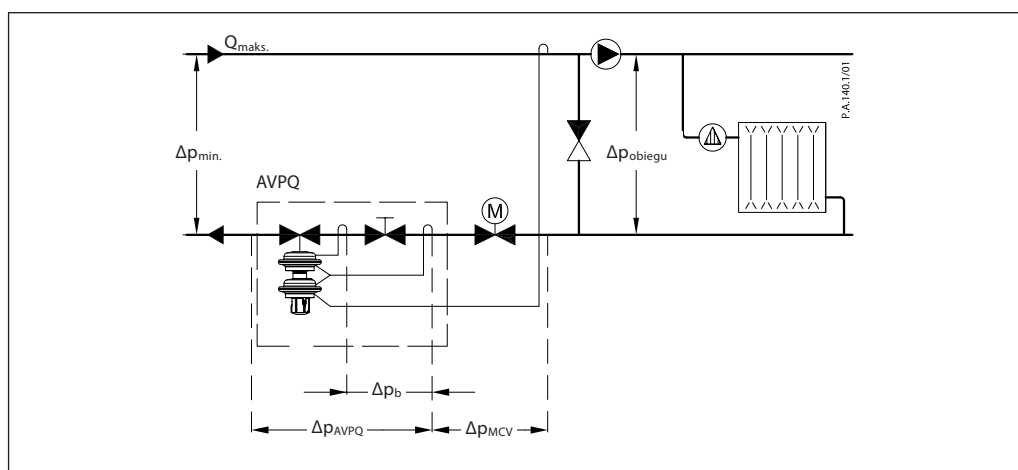 Qmaks.
P.A.140.1/01
Δpmin.
Δpobiegu
AVPQ
M
Δpb
ΔpAVPQ
ΔpMCV